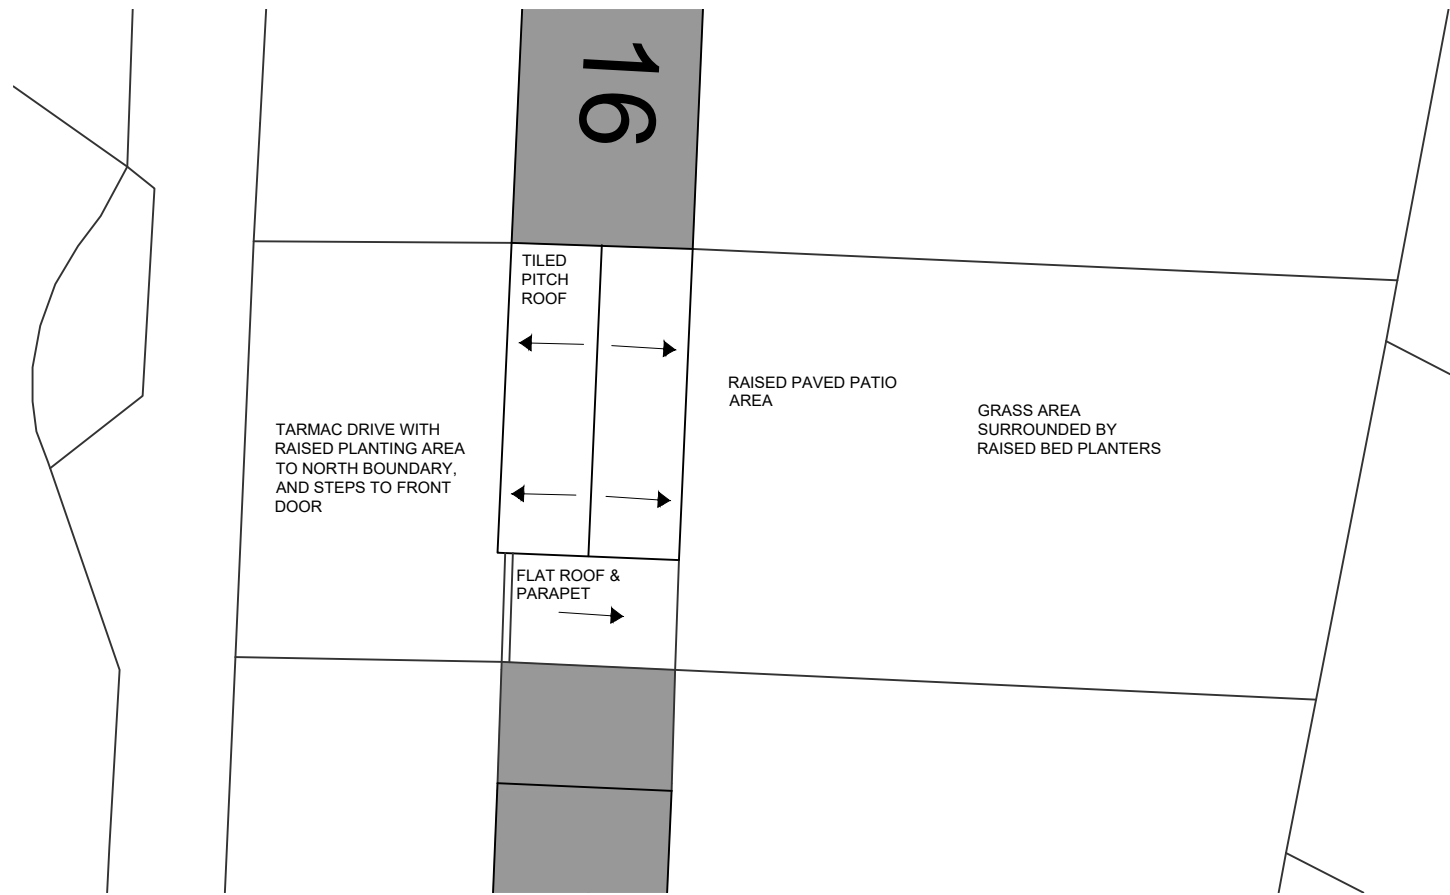 16
TILED
PITCH
ROOF
RAISED PAVED PATIO
AREA
GRASS AREA
SURROUNDED BY
RAISED BED PLANTERS
TARMAC DRIVE WITH
RAISED PLANTING AREA
TO NORTH BOUNDARY,
AND STEPS TO FRONT
DOOR
FLAT ROOF &
PARAPET